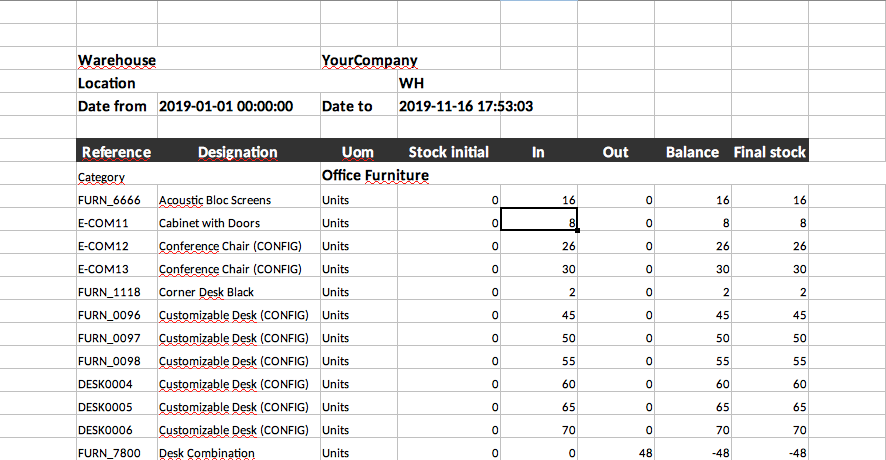 Warehouse YourCompany
Location WH
Date from 2019-01-01 00:00:00 Date to 2019-11-16 17:53:03
Reference Designation Uom Stock initial In Out Balance Final stock
Category Office Furniture
FURN_6666 Acoustic Bloc Screens Units 0 16 0 16 16
E-COM11 Cabinet with Doors Units 0 8 0 8 8
E-COM12 Conference Chair (CONFIG) Units 0 26 0 26 26
E-COM13 Conference Chair (CONFIG) Units 0 30 0 30 30
FURN_1118 Corner Desk Black Units 0 2 0 2 2
FURN_0096 Customizable Desk (CONFIG) Units 0 45 0 45 45
FURN_0097 Customizable Desk (CONFIG) Units 0 50 0 50 50
FURN_0098 Customizable Desk (CONFIG) Units 0 55 0 55 55
DESK0004 Customizable Desk (CONFIG) Units 0 60 0 60 60
DESK0005 Customizable Desk (CONFIG) Units 0 65 0 65 65
DESK0006 Customizable Desk (CONFIG) Units 0 70 0 70 70
FURN_7800 Desk Combination Units 0 0 48 -48 -48